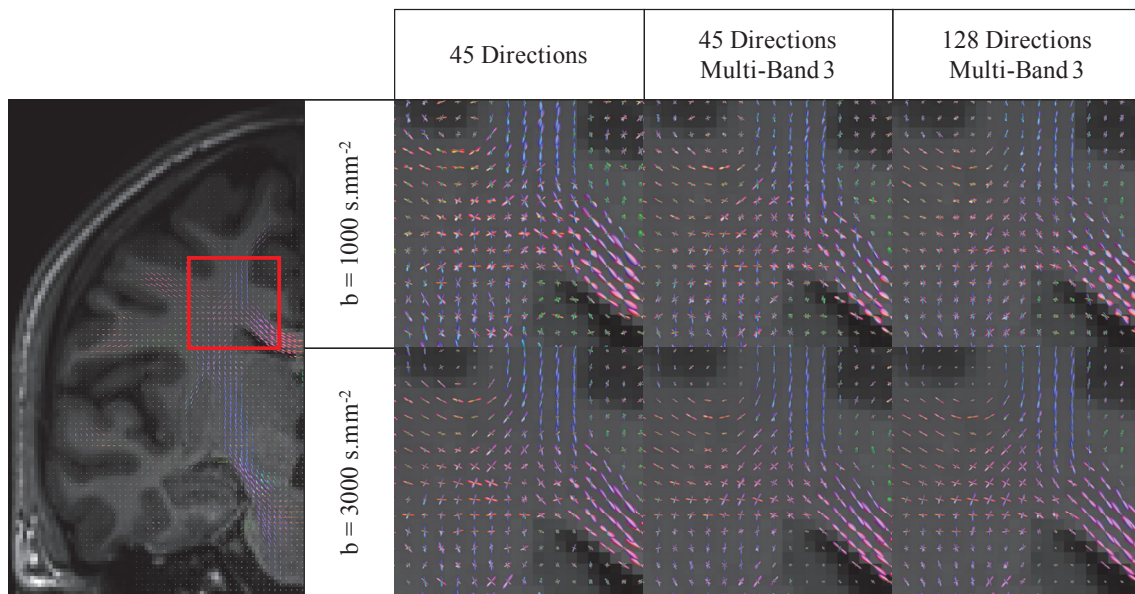 45 Directions
45 Directions
Multi-Band 3
128 Directions
Multi-Band 3
b = 1000 s.mm-2
b = 3000 s.mm-2